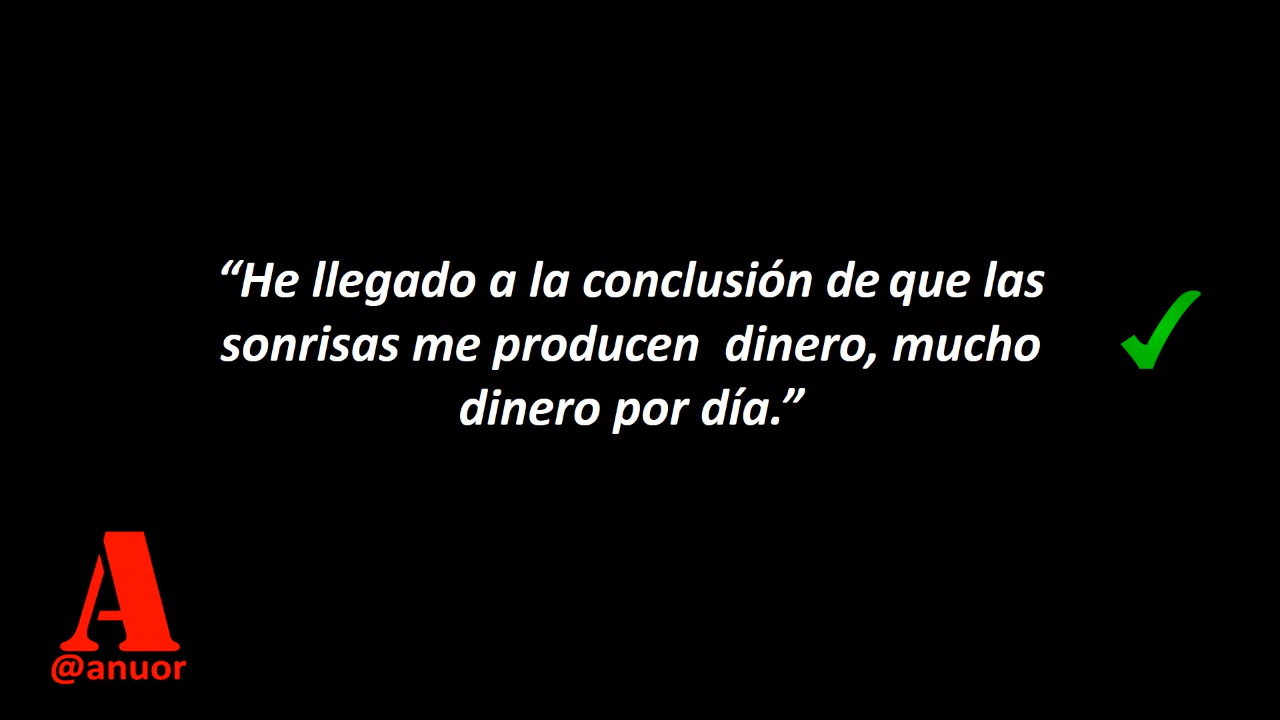 “He llegado a la conclusión de que las
sonrisas me producen  dinero, mucho
dinero por día.”
A
@anuor